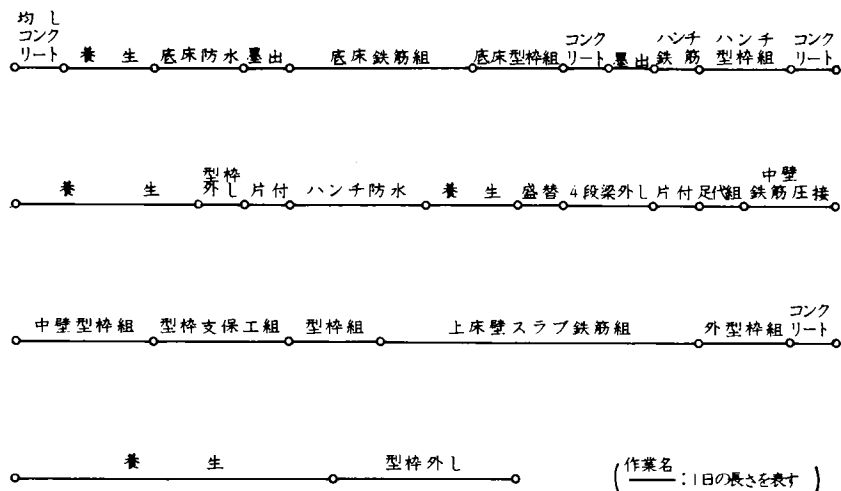 均しコンクリート 養生 底床防水 墨出 底床鉄筋組 底床型枠組 コンクリート 墨出 ハンチ鉄筋 ハンチ型枠組 コンクリート
養生 型枠外し 片付 ハンチ防水 養生 盛替 4段梁外し 片付 足代組 中壁鉄筋圧接
中壁型枠組 型枠支保工組 型枠組 上床壁スラブ鉄筋組 外型枠組 コンクリート
養生 型枠外し (作業名 : 1日の長さを表す)